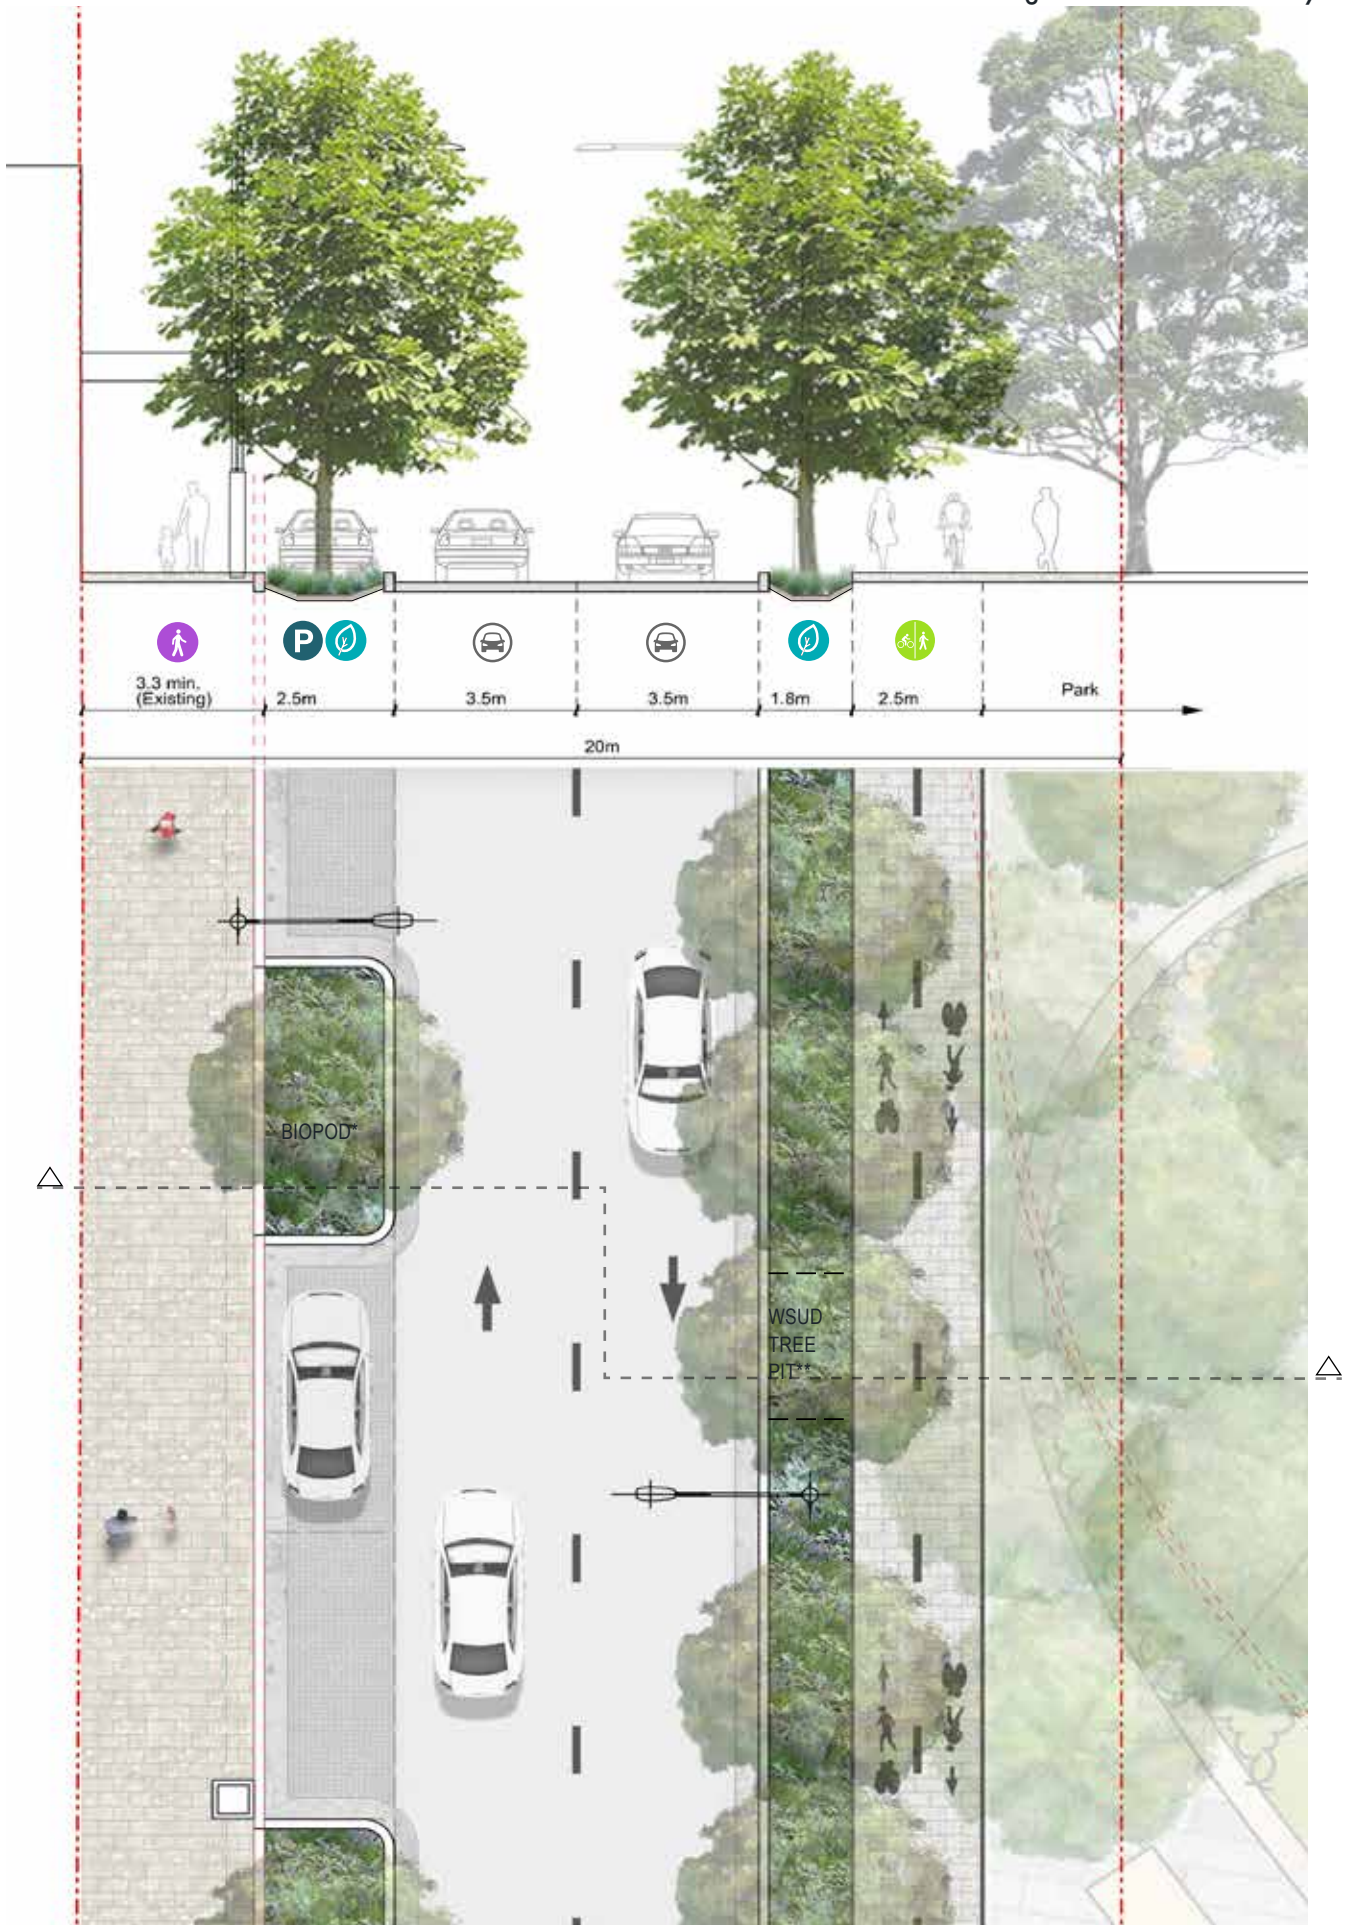 P
3.3 min.
(Existing)
2.5m
3.5m
3.5m
1.8m
2.5m
Park
20m
BIOPOD*
WSUD
TREE
PIT**